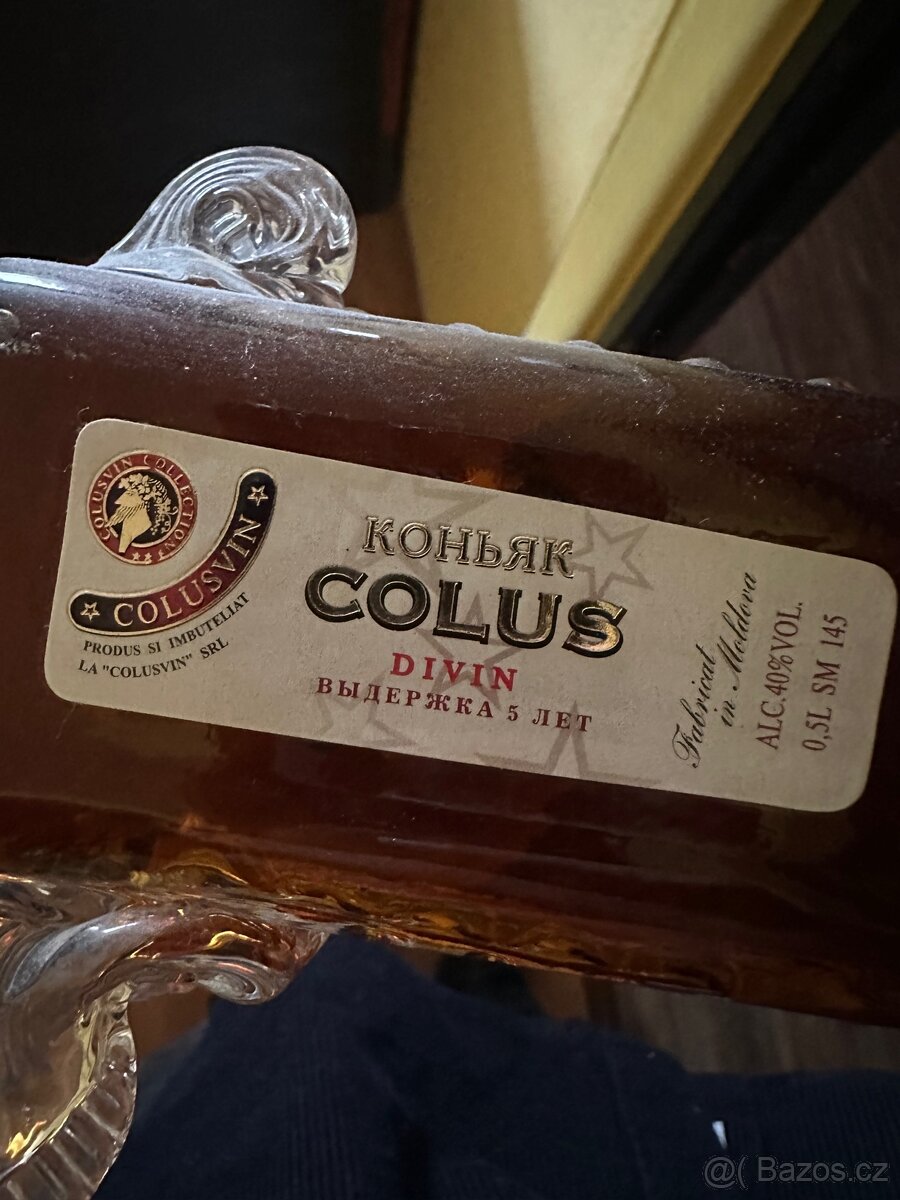 COLUSVIN COLLECTION
COLUSVIN
PRODUS SI IMBUTELIAT
LA "COLUSVIN" SRL
КОНЬЯК
COLUS
DIVIN
ВЫДЕРЖКА 5 ЛЕТ
Fabricat
in Moldova
ALC.40%VOL.
0,5L SM 145
@( Bazos.cz